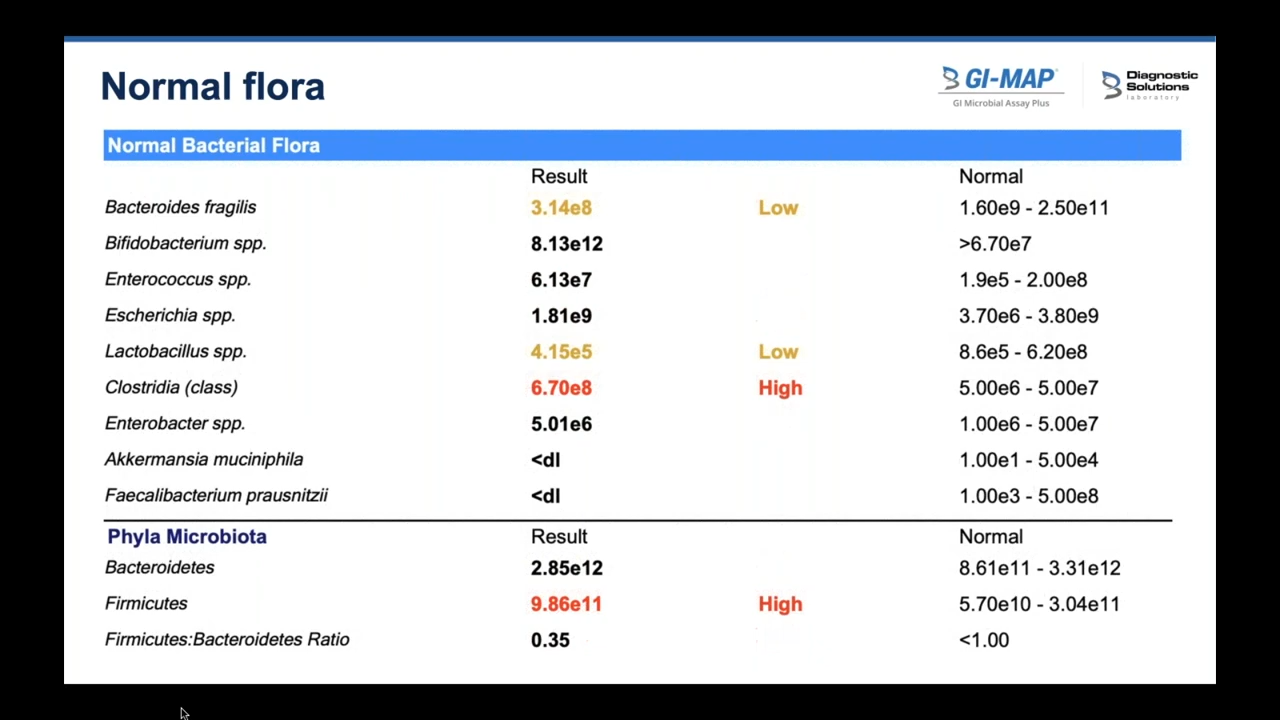 Normal flora
GI-MAP
GI Microbial Assay Plus
Diagnostic
Solutions
laboratory
Normal Bacterial Flora
Result Normal
Bacteroides fragilis 3.14e8 Low 1.60e9 - 2.50e11
Bifidobacterium spp. 8.13e12 >6.70e7
Enterococcus spp. 6.13e7 1.9e5 - 2.00e8
Escherichia spp. 1.81e9 3.70e6 - 3.80e9
Lactobacillus spp. 4.15e5 Low 8.6e5 - 6.20e8
Clostridia (class) 6.70e8 High 5.00e6 - 5.00e7
Enterobacter spp. 5.01e6 1.00e6 - 5.00e7
Akkermansia muciniphila <dl 1.00e1 - 5.00e4
Faecalibacterium prausnitzii <dl 1.00e3 - 5.00e8
Phyla Microbiota Result Normal
Bacteroidetes 2.85e12 8.61e11 - 3.31e12
Firmicutes 9.86e11 High 5.70e10 - 3.04e11
Firmicutes:Bacteroidetes Ratio 0.35 <1.00